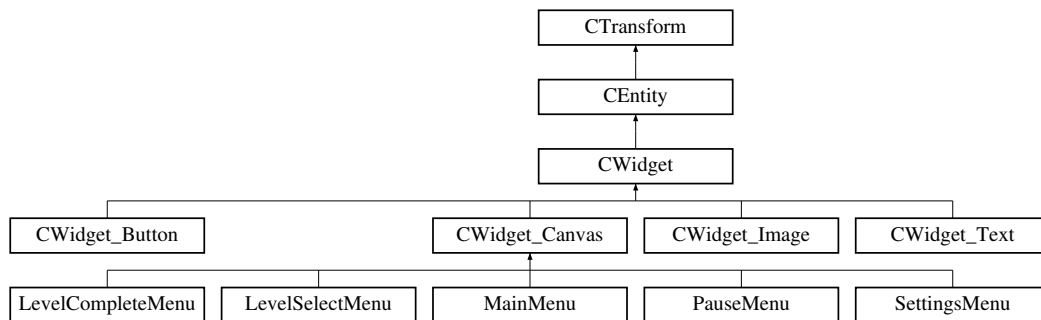 CTransform
CEntity
CWidget
CWidget_Button CWidget_Canvas CWidget_Image CWidget_Text
LevelCompleteMenu LevelSelectMenu MainMenu PauseMenu SettingsMenu